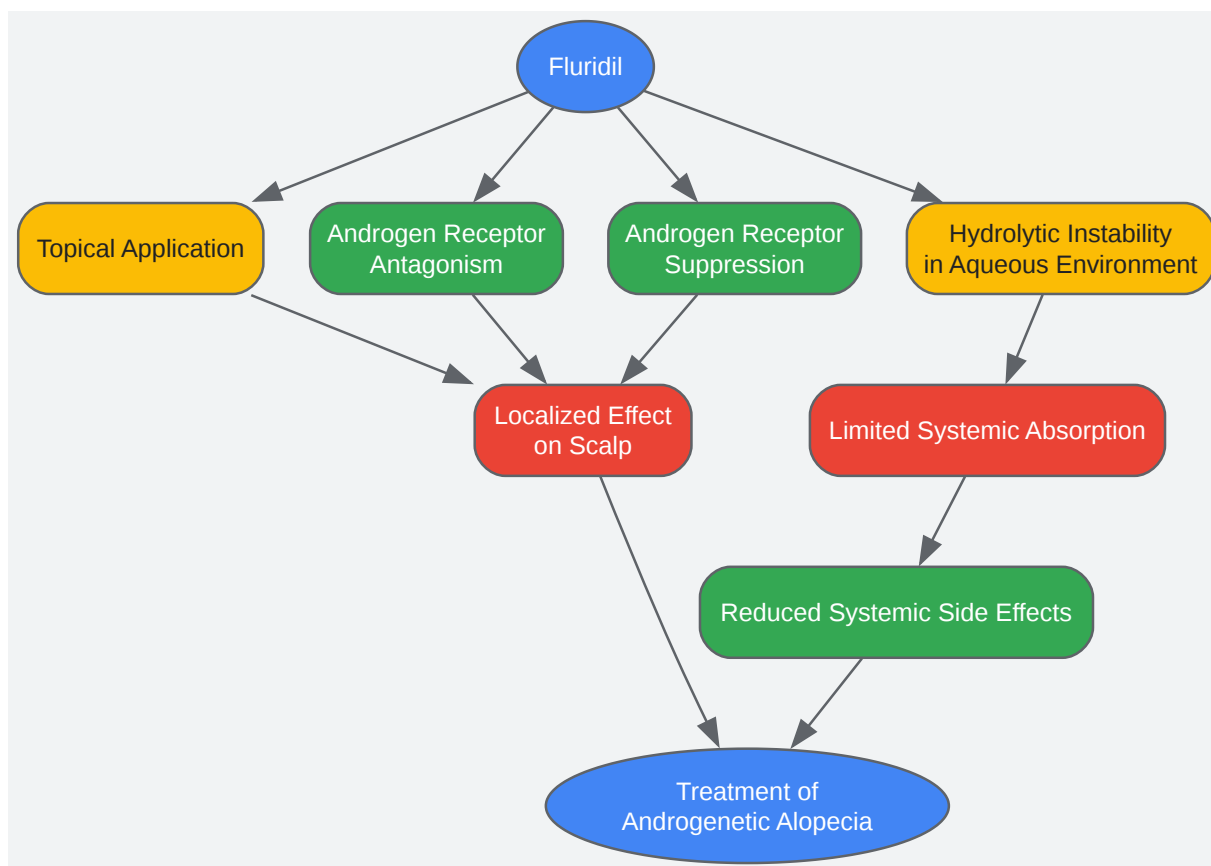 Fluridil
Topical Application
Androgen Receptor
Antagonism
Androgen Receptor
Suppression
Hydrolytic Instability
in Aqueous Environment
Localized Effect
on Scalp
Limited Systemic Absorption
Reduced Systemic Side Effects
Treatment of
Androgenetic Alopecia